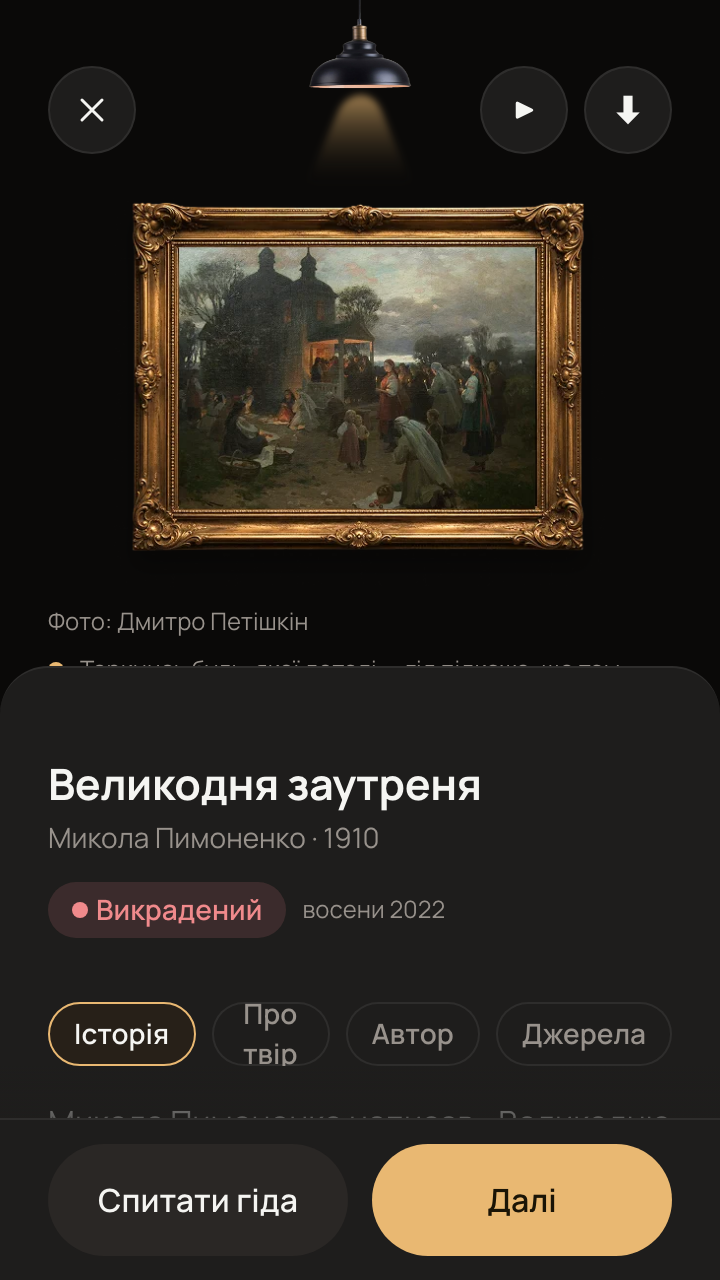 Фото: Дмитро Петішкін
Великодня заутреня
Микола Пимоненко · 1910
Викрадений
восени 2022
Історія
Про
твір
Автор
Джерела
Спитати гіда
Далі